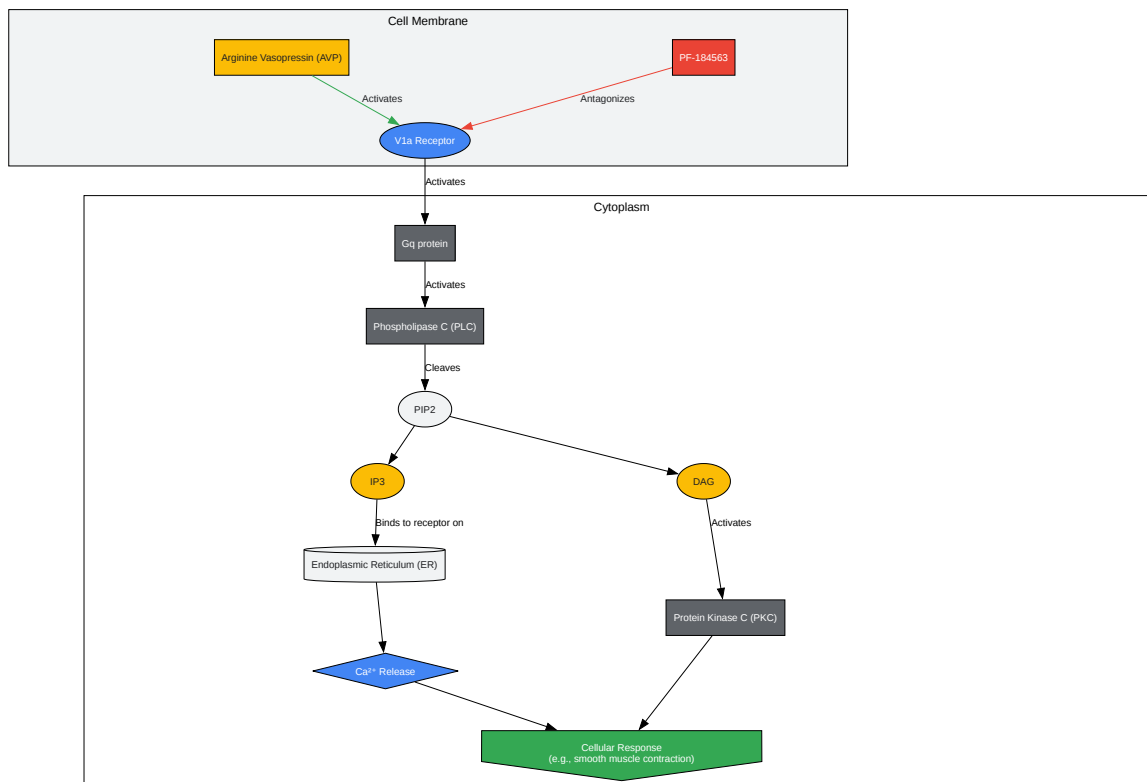 Cell Membrane
Arginine Vasopressin (AVP)
PF-184563
Activates
Antagonizes
V1a Receptor
Activates
Cytoplasm
Gq protein
Activates
Phospholipase C (PLC)
Cleaves
PIP2
IP3
DAG
Binds to receptor on
Activates
Endoplasmic Reticulum (ER)
Protein Kinase C (PKC)
Ca²⁺ Release
Cellular Response
(e.g., smooth muscle contraction)